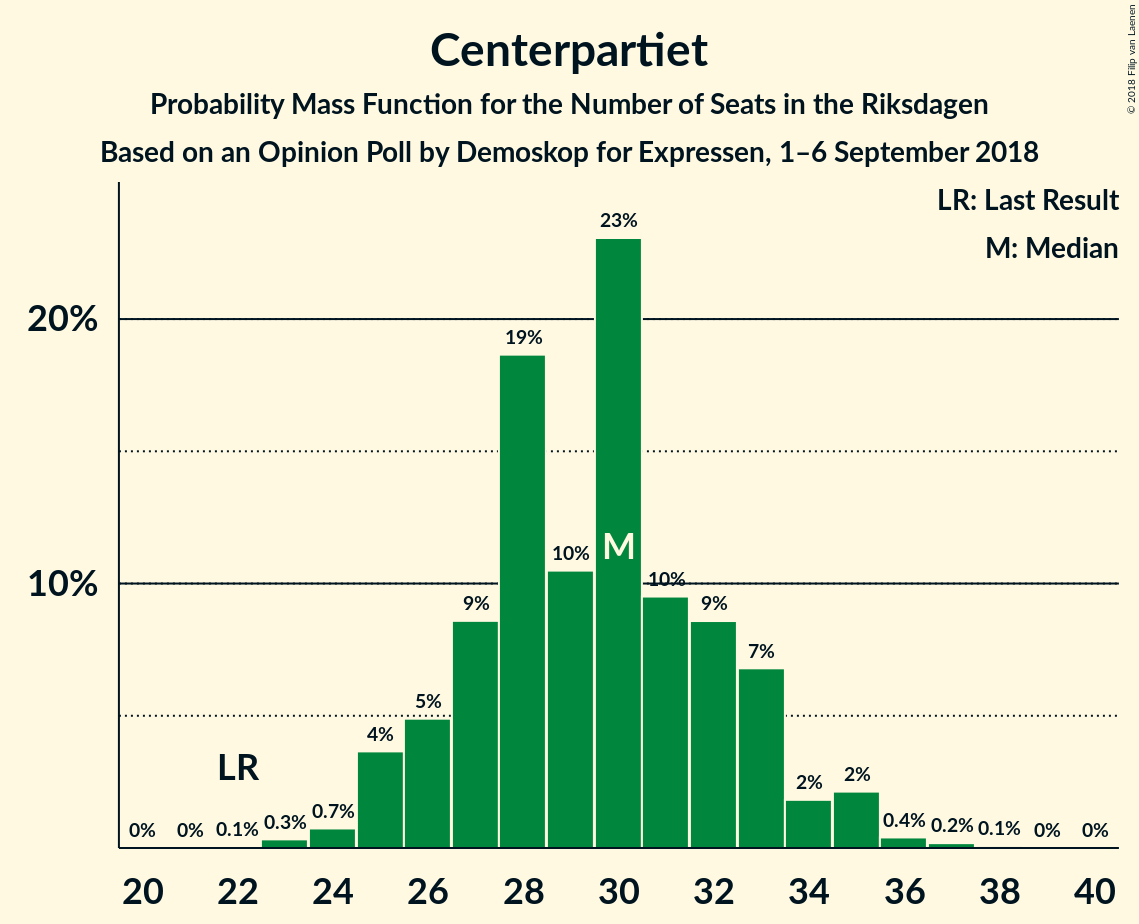 Centerpartiet
Probability Mass Function for the Number of Seats in the Riksdagen
Based on an Opinion Poll by Demoskop for Expressen, 1–6 September 2018
© 2018 Filip van Laenen
LR: Last Result
M: Median
23%
20%
19%
M
10%
10%
10%
9%
9%
7%
5%
4%
LR
2%
2%
0%
0%
0.1%
0.3%
0.7%
0.4%
0.2%
0.1%
0%
0%
20 22 24 26 28 30 32 34 36 38 40